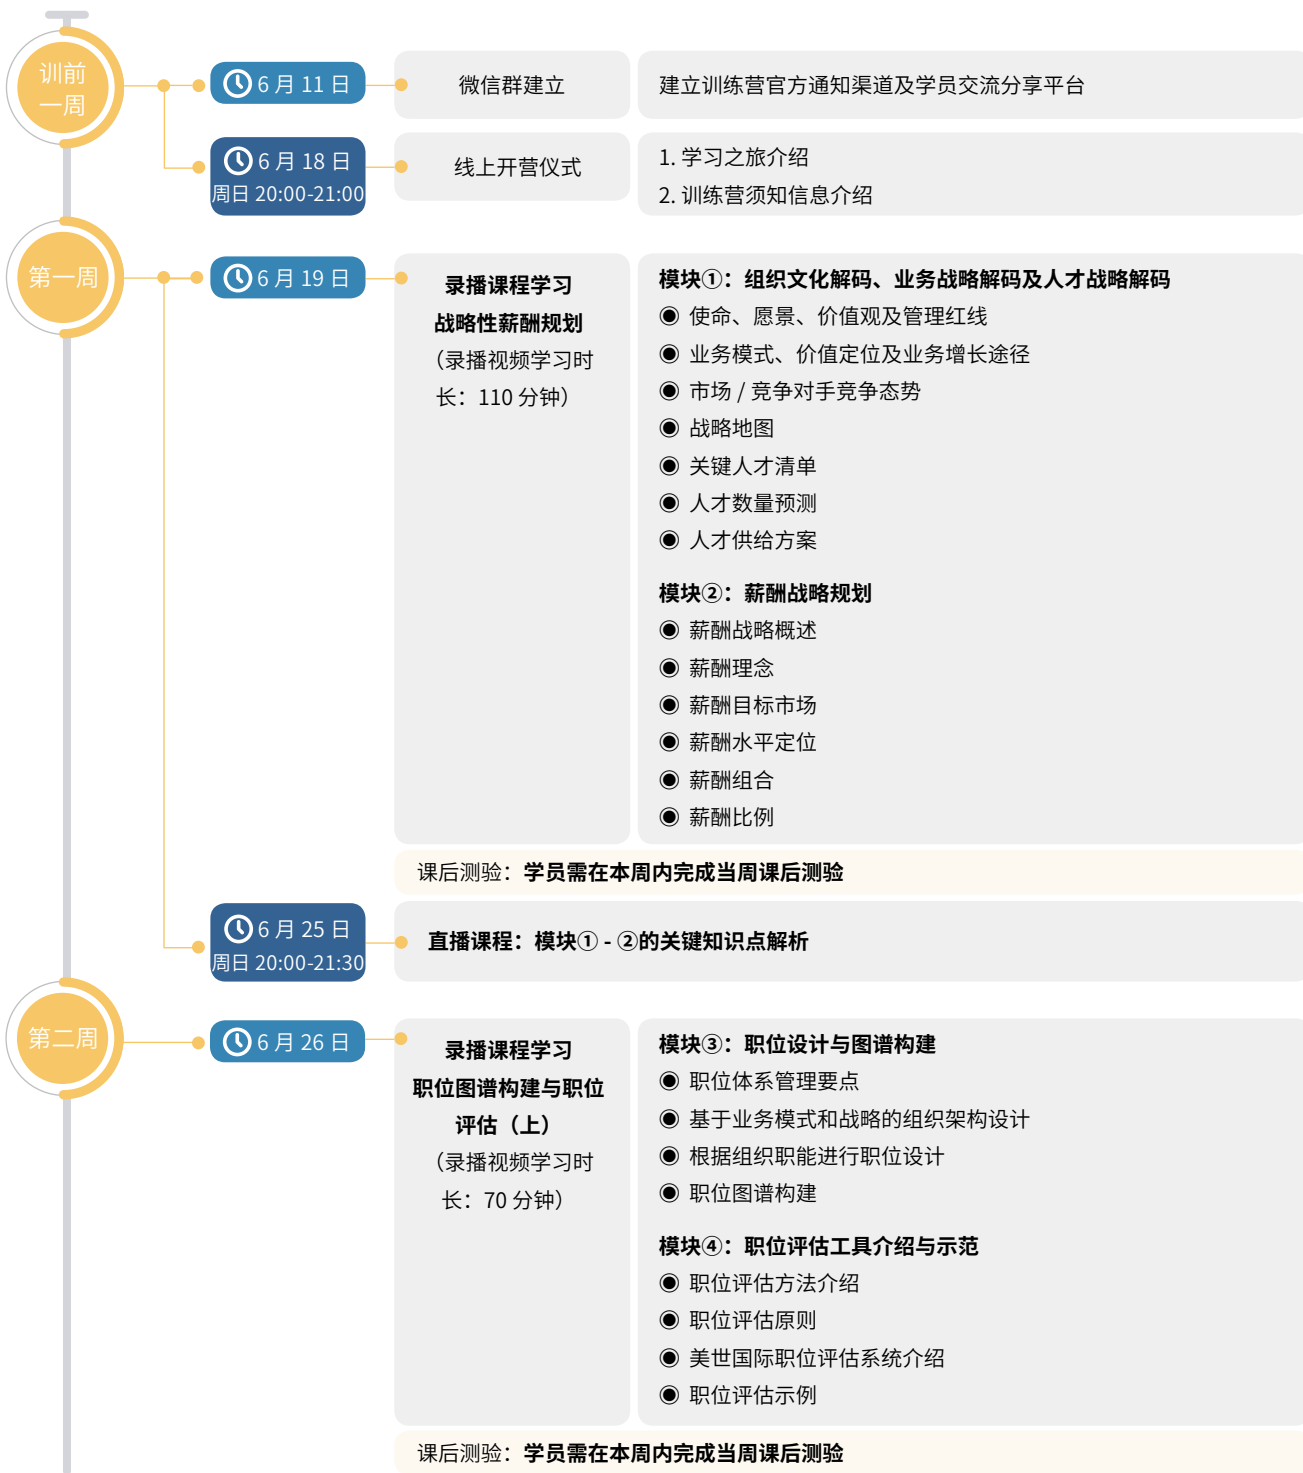 训前
一周
6 月 11 日
微信群建立
建立训练营官方通知渠道及学员交流分享平台
6 月 18 日
周日 20:00-21:00
线上开营仪式
1. 学习之旅介绍
2. 训练营须知信息介绍
第一周
6 月 19 日
录播课程学习
战略性薪酬规划
（录播视频学习时
长：110 分钟）
模块①：组织文化解码、业务战略解码及人才战略解码
◉ 使命、愿景、价值观及管理红线
◉ 业务模式、价值定位及业务增长途径
◉ 市场 / 竞争对手竞争态势
◉ 战略地图
◉ 关键人才清单
◉ 人才数量预测
◉ 人才供给方案
模块②：薪酬战略规划
◉ 薪酬战略概述
◉ 薪酬理念
◉ 薪酬目标市场
◉ 薪酬水平定位
◉ 薪酬组合
◉ 薪酬比例
课后测验：学员需在本周内完成当周课后测验
6 月 25 日
周日 20:00-21:30
直播课程：模块① - ②的关键知识点解析
第二周
6 月 26 日
录播课程学习
职位图谱构建与职位
评估（上）
（录播视频学习时
长：70 分钟）
模块③：职位设计与图谱构建
◉ 职位体系管理要点
◉ 基于业务模式和战略的组织架构设计
◉ 根据组织职能进行职位设计
◉ 职位图谱构建
模块④：职位评估工具介绍与示范
◉ 职位评估方法介绍
◉ 职位评估原则
◉ 美世国际职位评估系统介绍
◉ 职位评估示例
课后测验：学员需在本周内完成当周课后测验